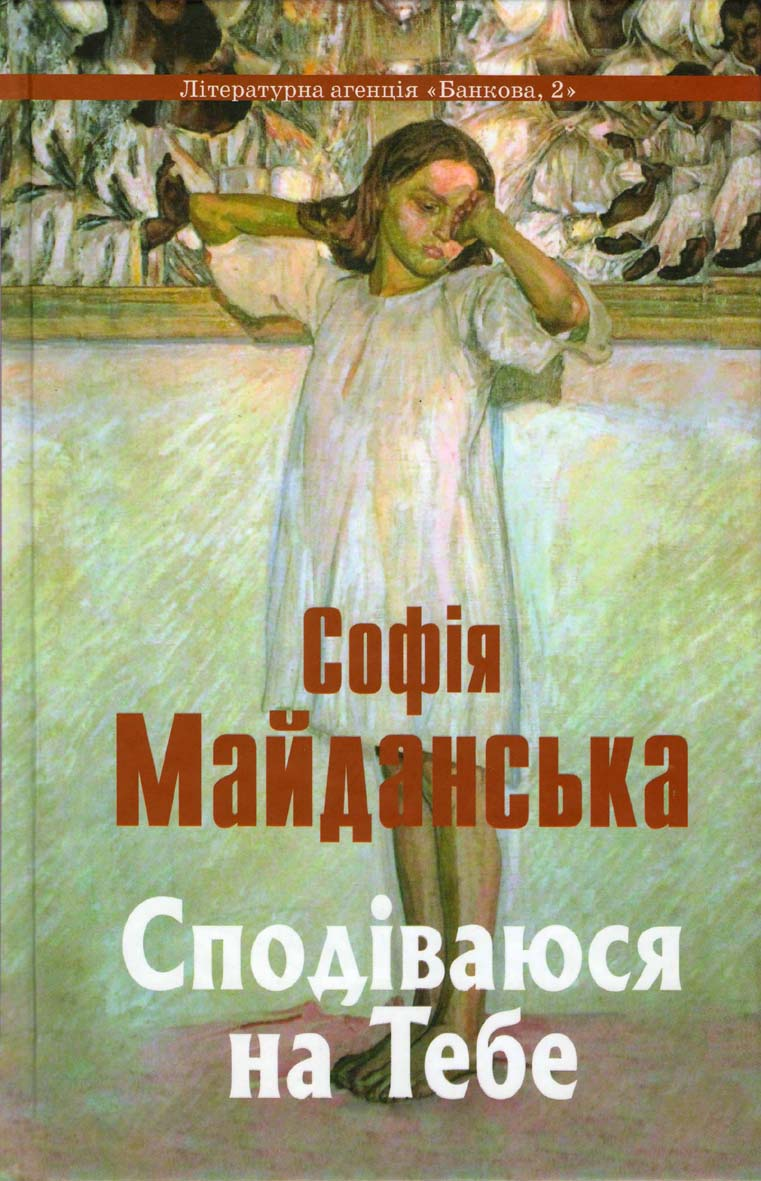 Літературна агенція «Банкова, 2»
Софія
Майданська
Сподіваюся
на Тебе